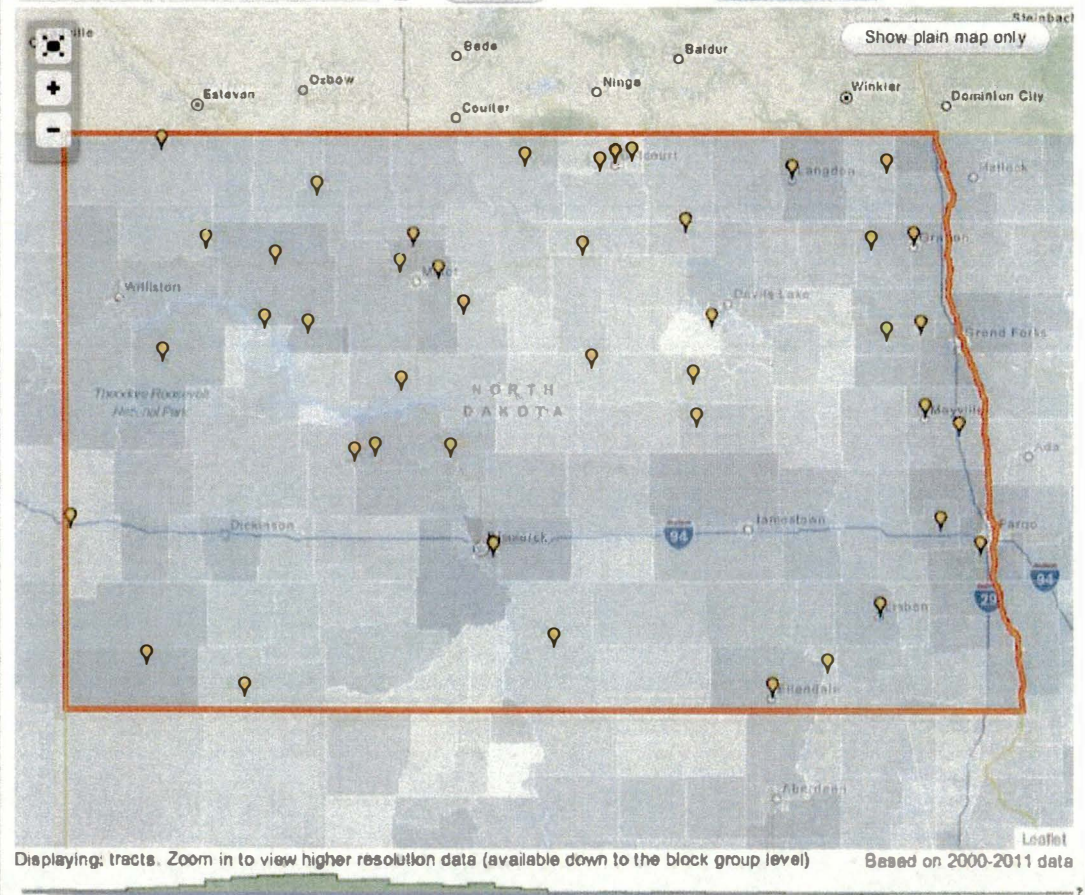 Steinbach
Show plain map only
+
−
Bede
Baldur
Oxbow
Ninga
Estevan
Winkler
Coulter
Dominion City
Hallock
Langdon
Grafton
Minot
Williston
Devils Lake
Grand Forks
Theodore Roosevelt
National Park
NORTH
DAKOTA
Mayville
Ada
Dickinson
Jamestown
Fargo
Bismarck
94
94
29
Lisbon
Ellendale
Aberdeen
Leaflet
Displaying: tracts. Zoom in to view higher resolution data (available down to the block group level)
Based on 2000-2011 data